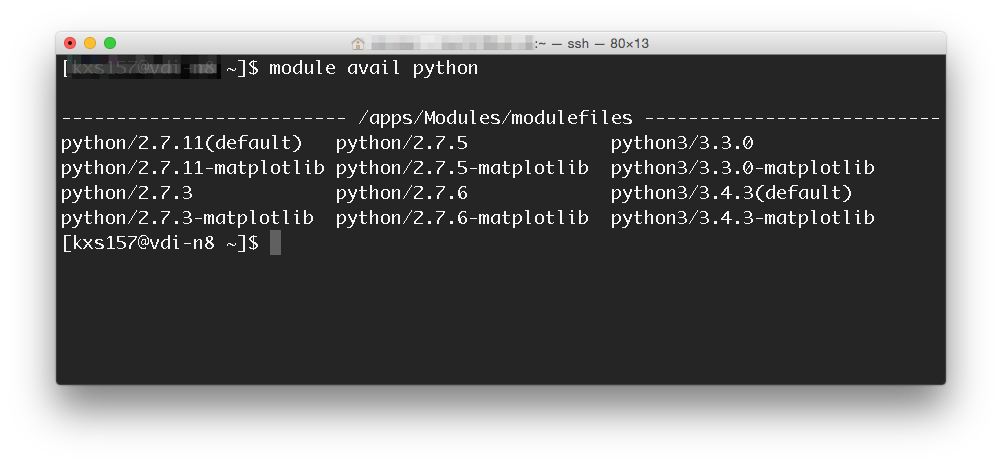 :~ — ssh — 80×13
[kxs157@vdi-n8 ~]$ module avail python
-------------------------- /apps/Modules/modulefiles ---------------------------
python/2.7.11(default) python/2.7.5 python3/3.3.0
python/2.7.11-matplotlib python/2.7.5-matplotlib python3/3.3.0-matplotlib
python/2.7.3 python/2.7.6 python3/3.4.3(default)
python/2.7.3-matplotlib python/2.7.6-matplotlib python3/3.4.3-matplotlib
[kxs157@vdi-n8 ~]$